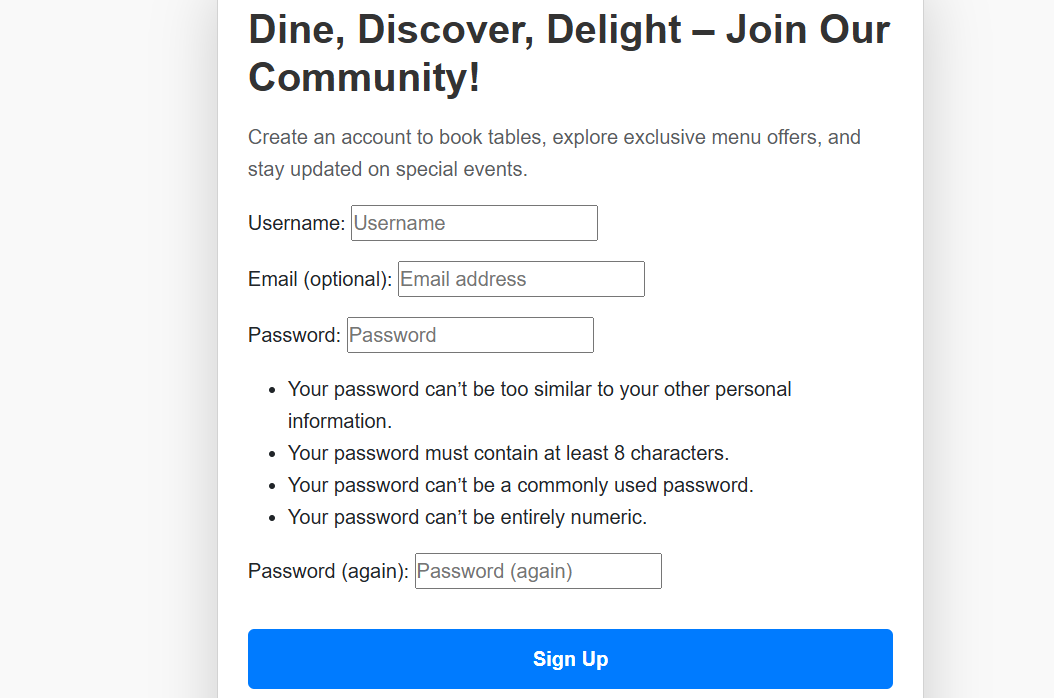 Dine, Discover, Delight – Join Our
Community!
Create an account to book tables, explore exclusive menu offers, and
stay updated on special events.
Username: Username
Email (optional): Email address
Password: Password
• Your password can’t be too similar to your other personal
information.
• Your password must contain at least 8 characters.
• Your password can’t be a commonly used password.
• Your password can’t be entirely numeric.
Password (again): Password (again)
Sign Up